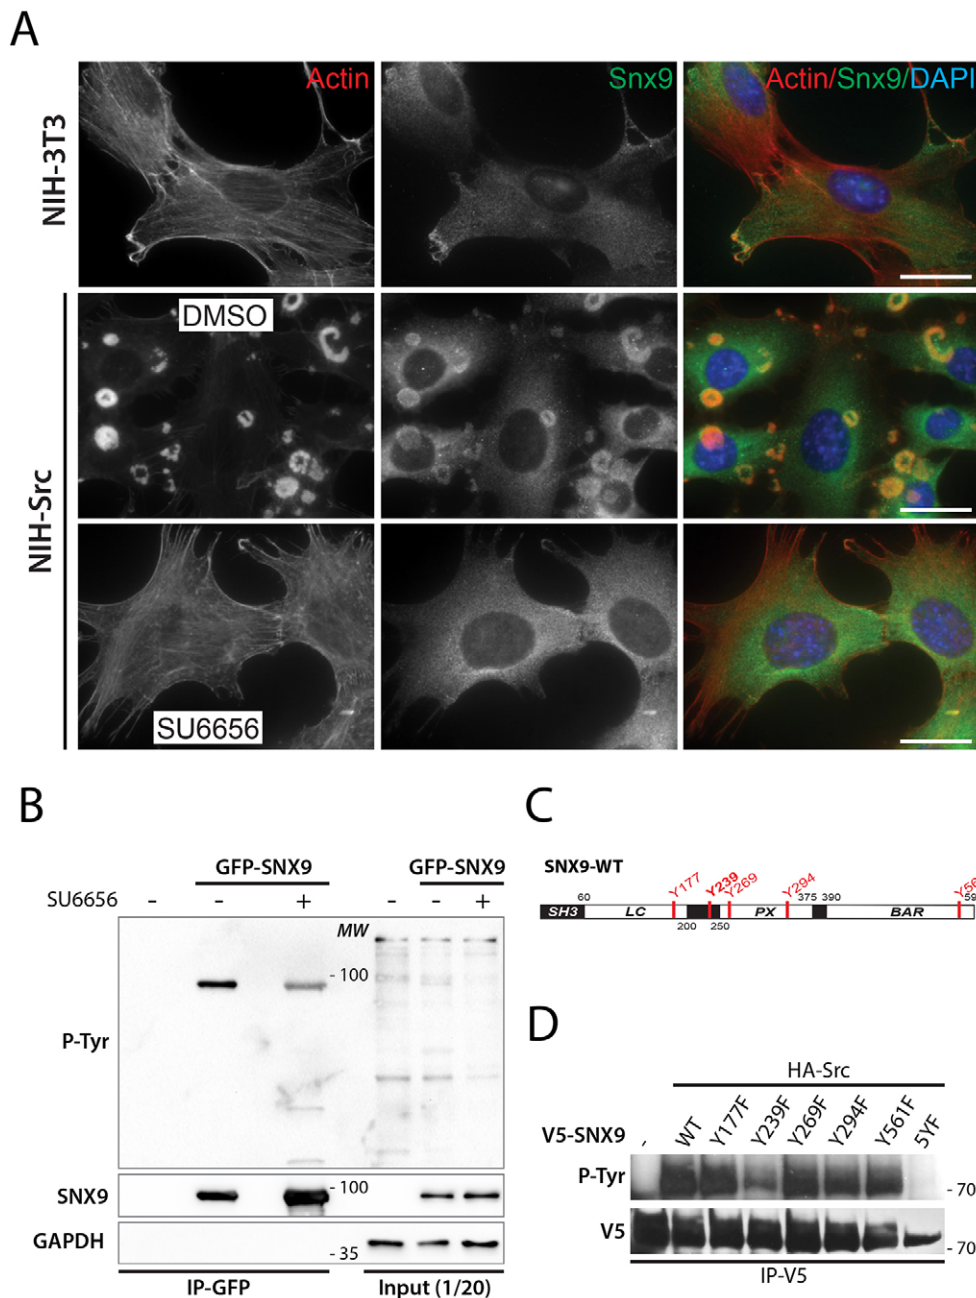 A
Actin
Snx9
Actin/Snx9/DAPI
NIH-3T3
DMSO
NIH-Src
SU6656
B
GFP-SNX9
GFP-SNX9
SU6656 - - + - - +
MW
- 100
P-Tyr
SNX9
- 100
GAPDH
- 35
IP-GFP
Input (1/20)
C
SNX9-WT
Y177
Y239
Y269
Y294
Y56
60
375
390
59
SH3
LC
PX
BAR
200
250
D
HA-Src
V5-SNX9
- WT Y177F Y239F Y269F Y294F Y561F 5YF
P-Tyr
- 70
V5
- 70
IP-V5